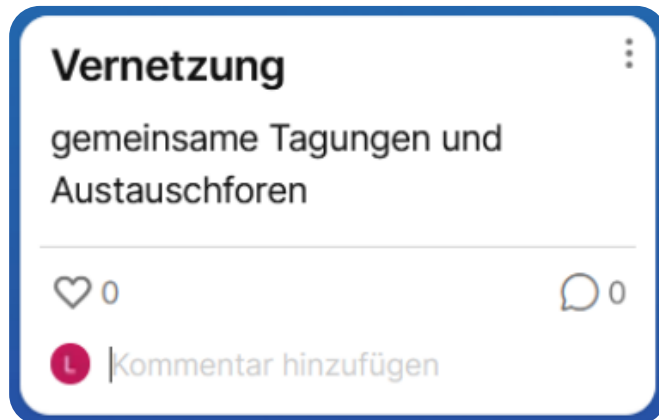 Vernetzung
gemeinsame Tagungen und
Austauschforen
0 0
L Kommentar hinzufügen